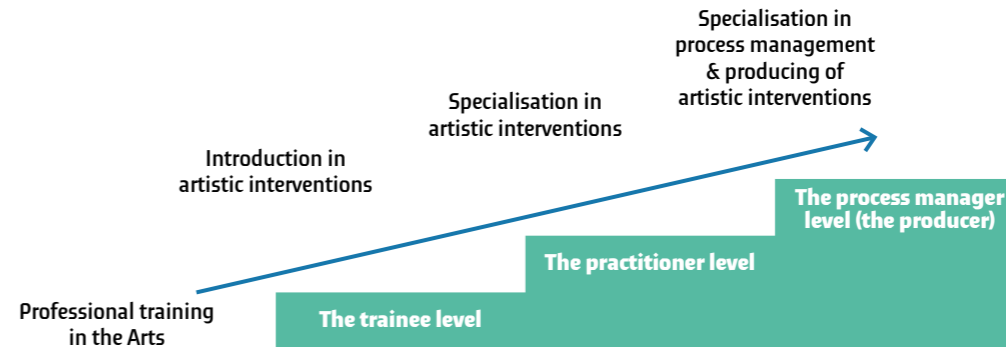 Specialisation in
process management
& producing of
artistic interventions
Specialisation in
artistic interventions
Introduction in
artistic interventions
The process manager
level (the producer)
The practitioner level
Professional training
in the Arts
The trainee level